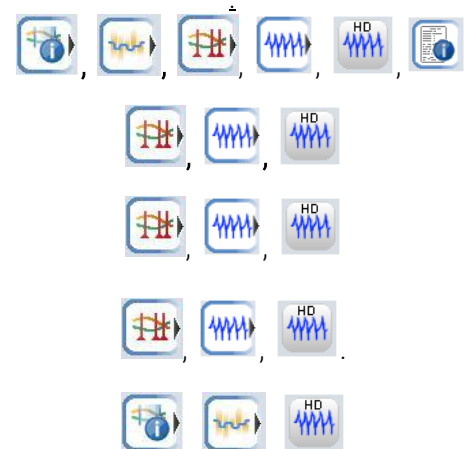 .
, , , HD , ,
, , HD
, , HD
, , HD .
HD